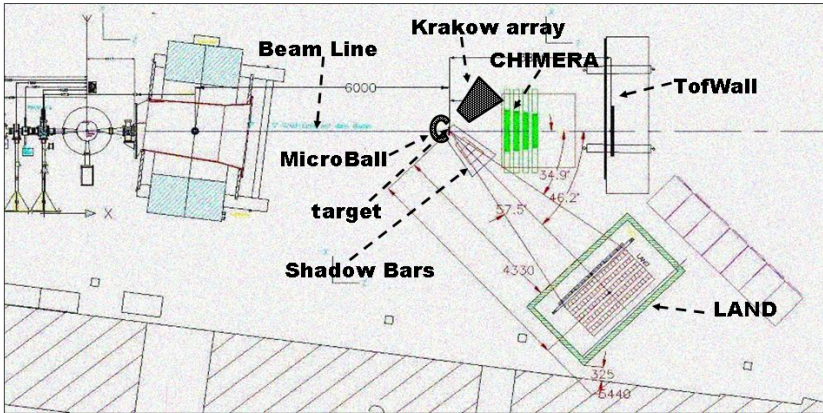 Krakow array
Beam Line
CHIMERA
TofWall
6000
MicroBall
34.9°
46.2°
target
57.5°
X
Shadow Bars
4330
LAND
LAND
325
5440